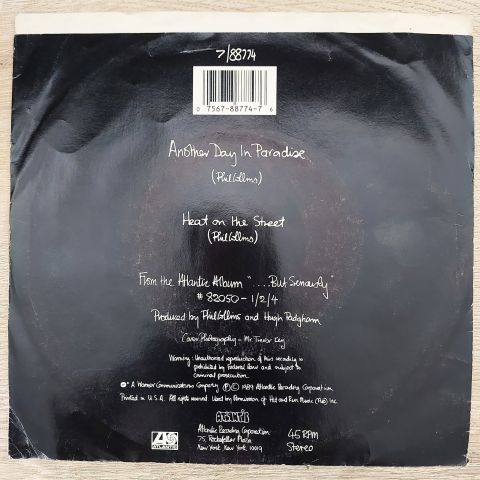 7/88774
0 7567-88774-7 6
Another Day In Paradise
(Phil Collins)
Heat on the Street
(Phil Collins)
From the Atlantic Album "....But Seriously"
# 82050-1/2/4
Produced by Phil Collins and Hugh Padgham
Cover Photography - Mr Trevor Key
Warning: Unauthorized reproduction of this recording is
prohibited by Federal law and subject to
criminal prosecution.
A Warner Communications Company ℗ © 1989 Atlantic Recording Corporation
Printed in U.S.A. All rights reserved. Used by Permission of Hit and Run Music (Pub) Inc.
Atlantic
Atlantic Recording Corporation
75, Rockefeller Plaza
New York, New York, 10019
45 RPM
Stereo